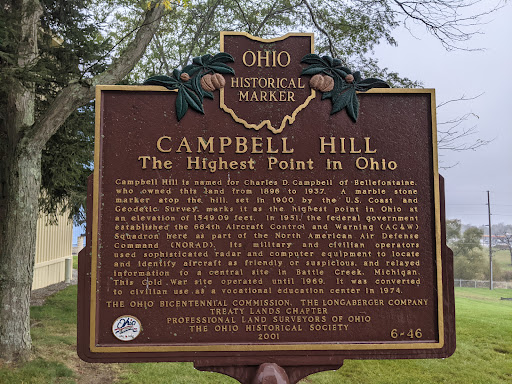 OHIO
HISTORICAL
MARKER
CAMPBELL HILL
The Highest Point in Ohio
Campbell Hill is named for Charles D. Campbell of Bellefontaine,
who owned this land from 1896 to 1937. A marble stone
marker atop the hill, set in 1900 by the U.S. Coast and
Geodetic Survey, marks it as the highest point in Ohio at
an elevation of 1549.09 feet. In 1951, the federal government
established the 664th Aircraft Control and Warning (AC&W)
Squadron here as part of the North American Air Defense
Command (NORAD). Its military and civilian operators
used sophisticated radar and computer equipment to locate
and identify aircraft as friendly or suspicious, and relayed
information to a central site in Battle Creek, Michigan.
This Cold War site operated until 1969. It was converted
to civilian use as a vocational education center in 1974.
THE OHIO BICENTENNIAL COMMISSION, THE LONGABERGER COMPANY
TREATY LANDS CHAPTER
PROFESSIONAL LAND SURVEYORS OF OHIO
THE OHIO HISTORICAL SOCIETY
2001
6-46
Ohio